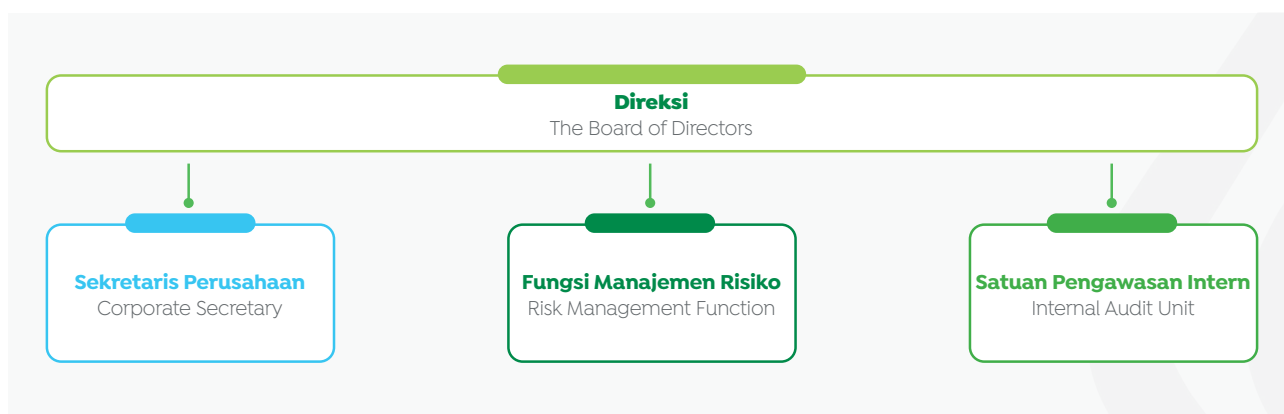 Direksi
The Board of Directors
Sekretaris Perusahaan
Corporate Secretary
Fungsi Manajemen Risiko
Risk Management Function
Satuan Pengawasan Intern
Internal Audit Unit